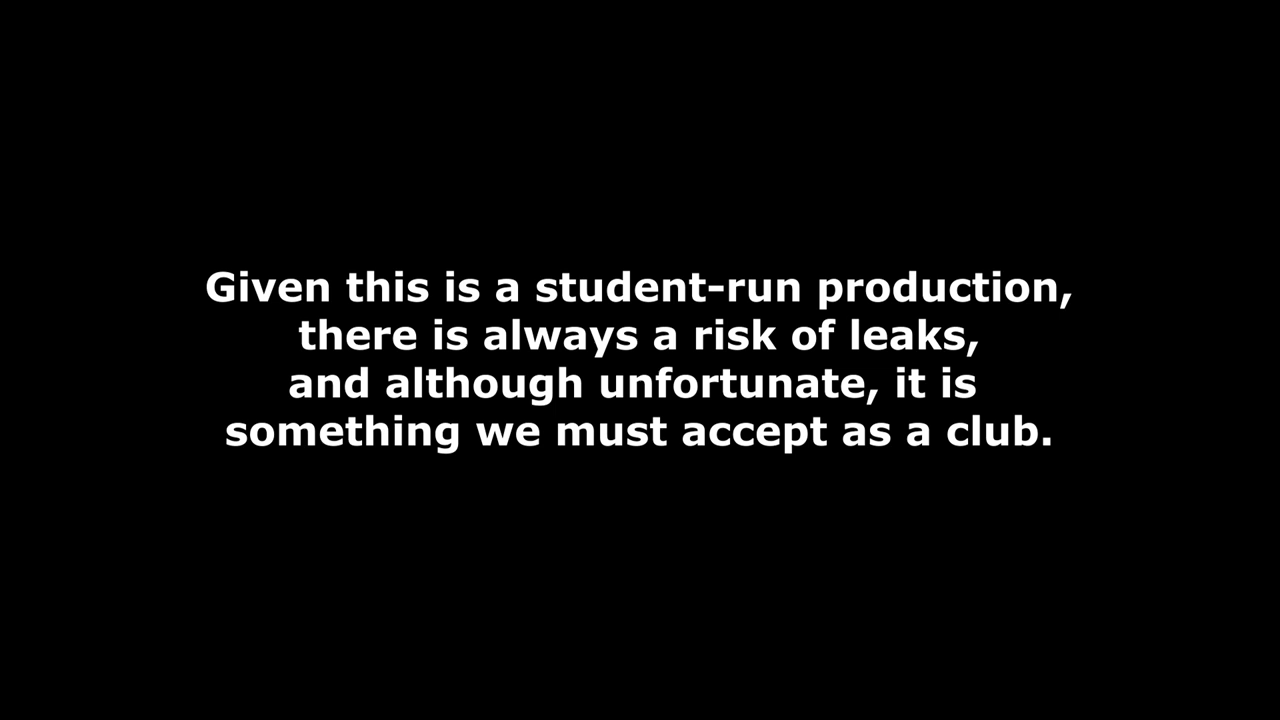 Given this is a student-run production,
there is always a risk of leaks,
and although unfortunate, it is
something we must accept as a club.